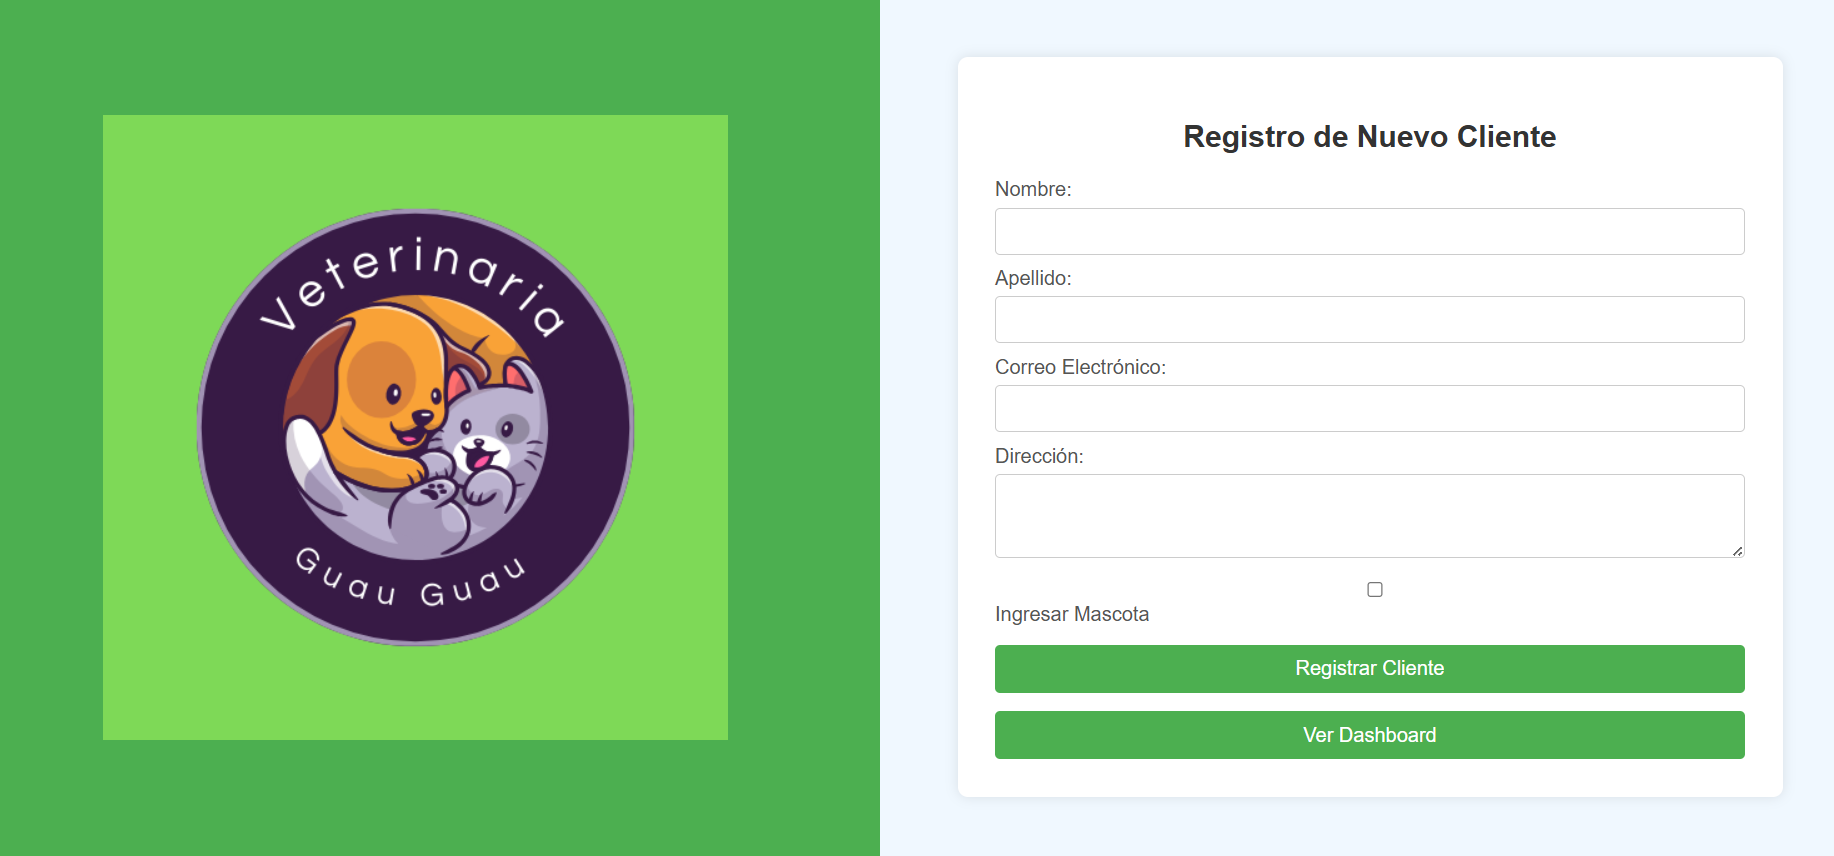 Veterinaria
Guau Guau
Registro de Nuevo Cliente
Nombre:
Apellido:
Correo Electrónico:
Dirección:
Ingresar Mascota
Registrar Cliente
Ver Dashboard